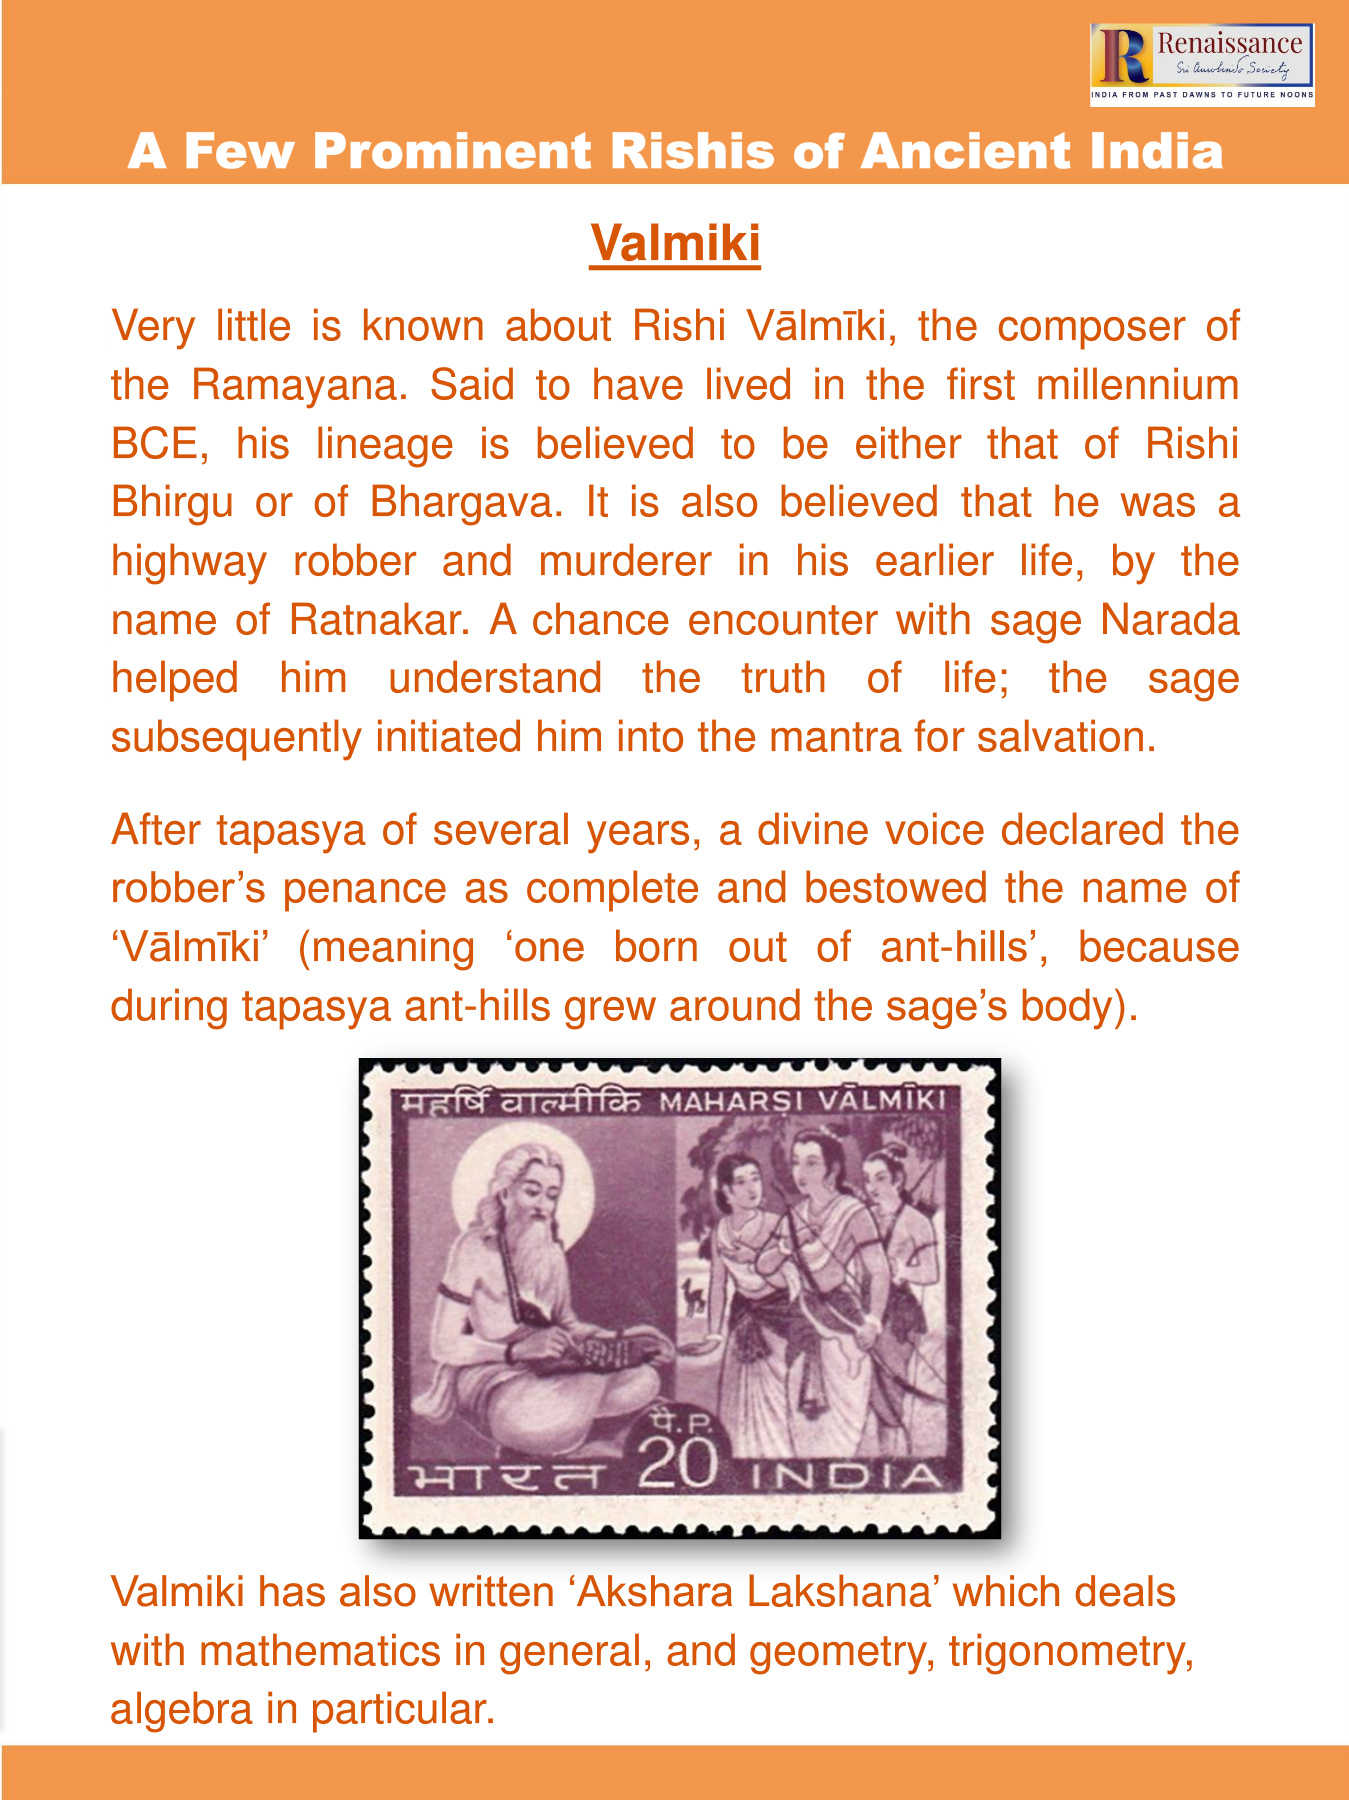 Renaissance
Sri Aurobindo Society
INDIA FROM PAST DAWNS TO FUTURE NOONS
A Few Prominent Rishis of Ancient India
Valmiki
Very little is known about Rishi Vālmīki, the composer of
the Ramayana. Said to have lived in the first millennium
BCE, his lineage is believed to be either that of Rishi
Bhirgu or of Bhargava. It is also believed that he was a
highway robber and murderer in his earlier life, by the
name of Ratnakar. A chance encounter with sage Narada
helped him understand the truth of life; the sage
subsequently initiated him into the mantra for salvation.
After tapasya of several years, a divine voice declared the
robber’s penance as complete and bestowed the name of
‘Vālmīki’ (meaning ‘one born out of ant-hills’, because
during tapasya ant-hills grew around the sage’s body).
महर्षि वाल्मीकि MAHARṢI VĀLMĪKI
पै. P.
भारत 20 INDIA
Valmiki has also written ‘Akshara Lakshana’ which deals
with mathematics in general, and geometry, trigonometry,
algebra in particular.